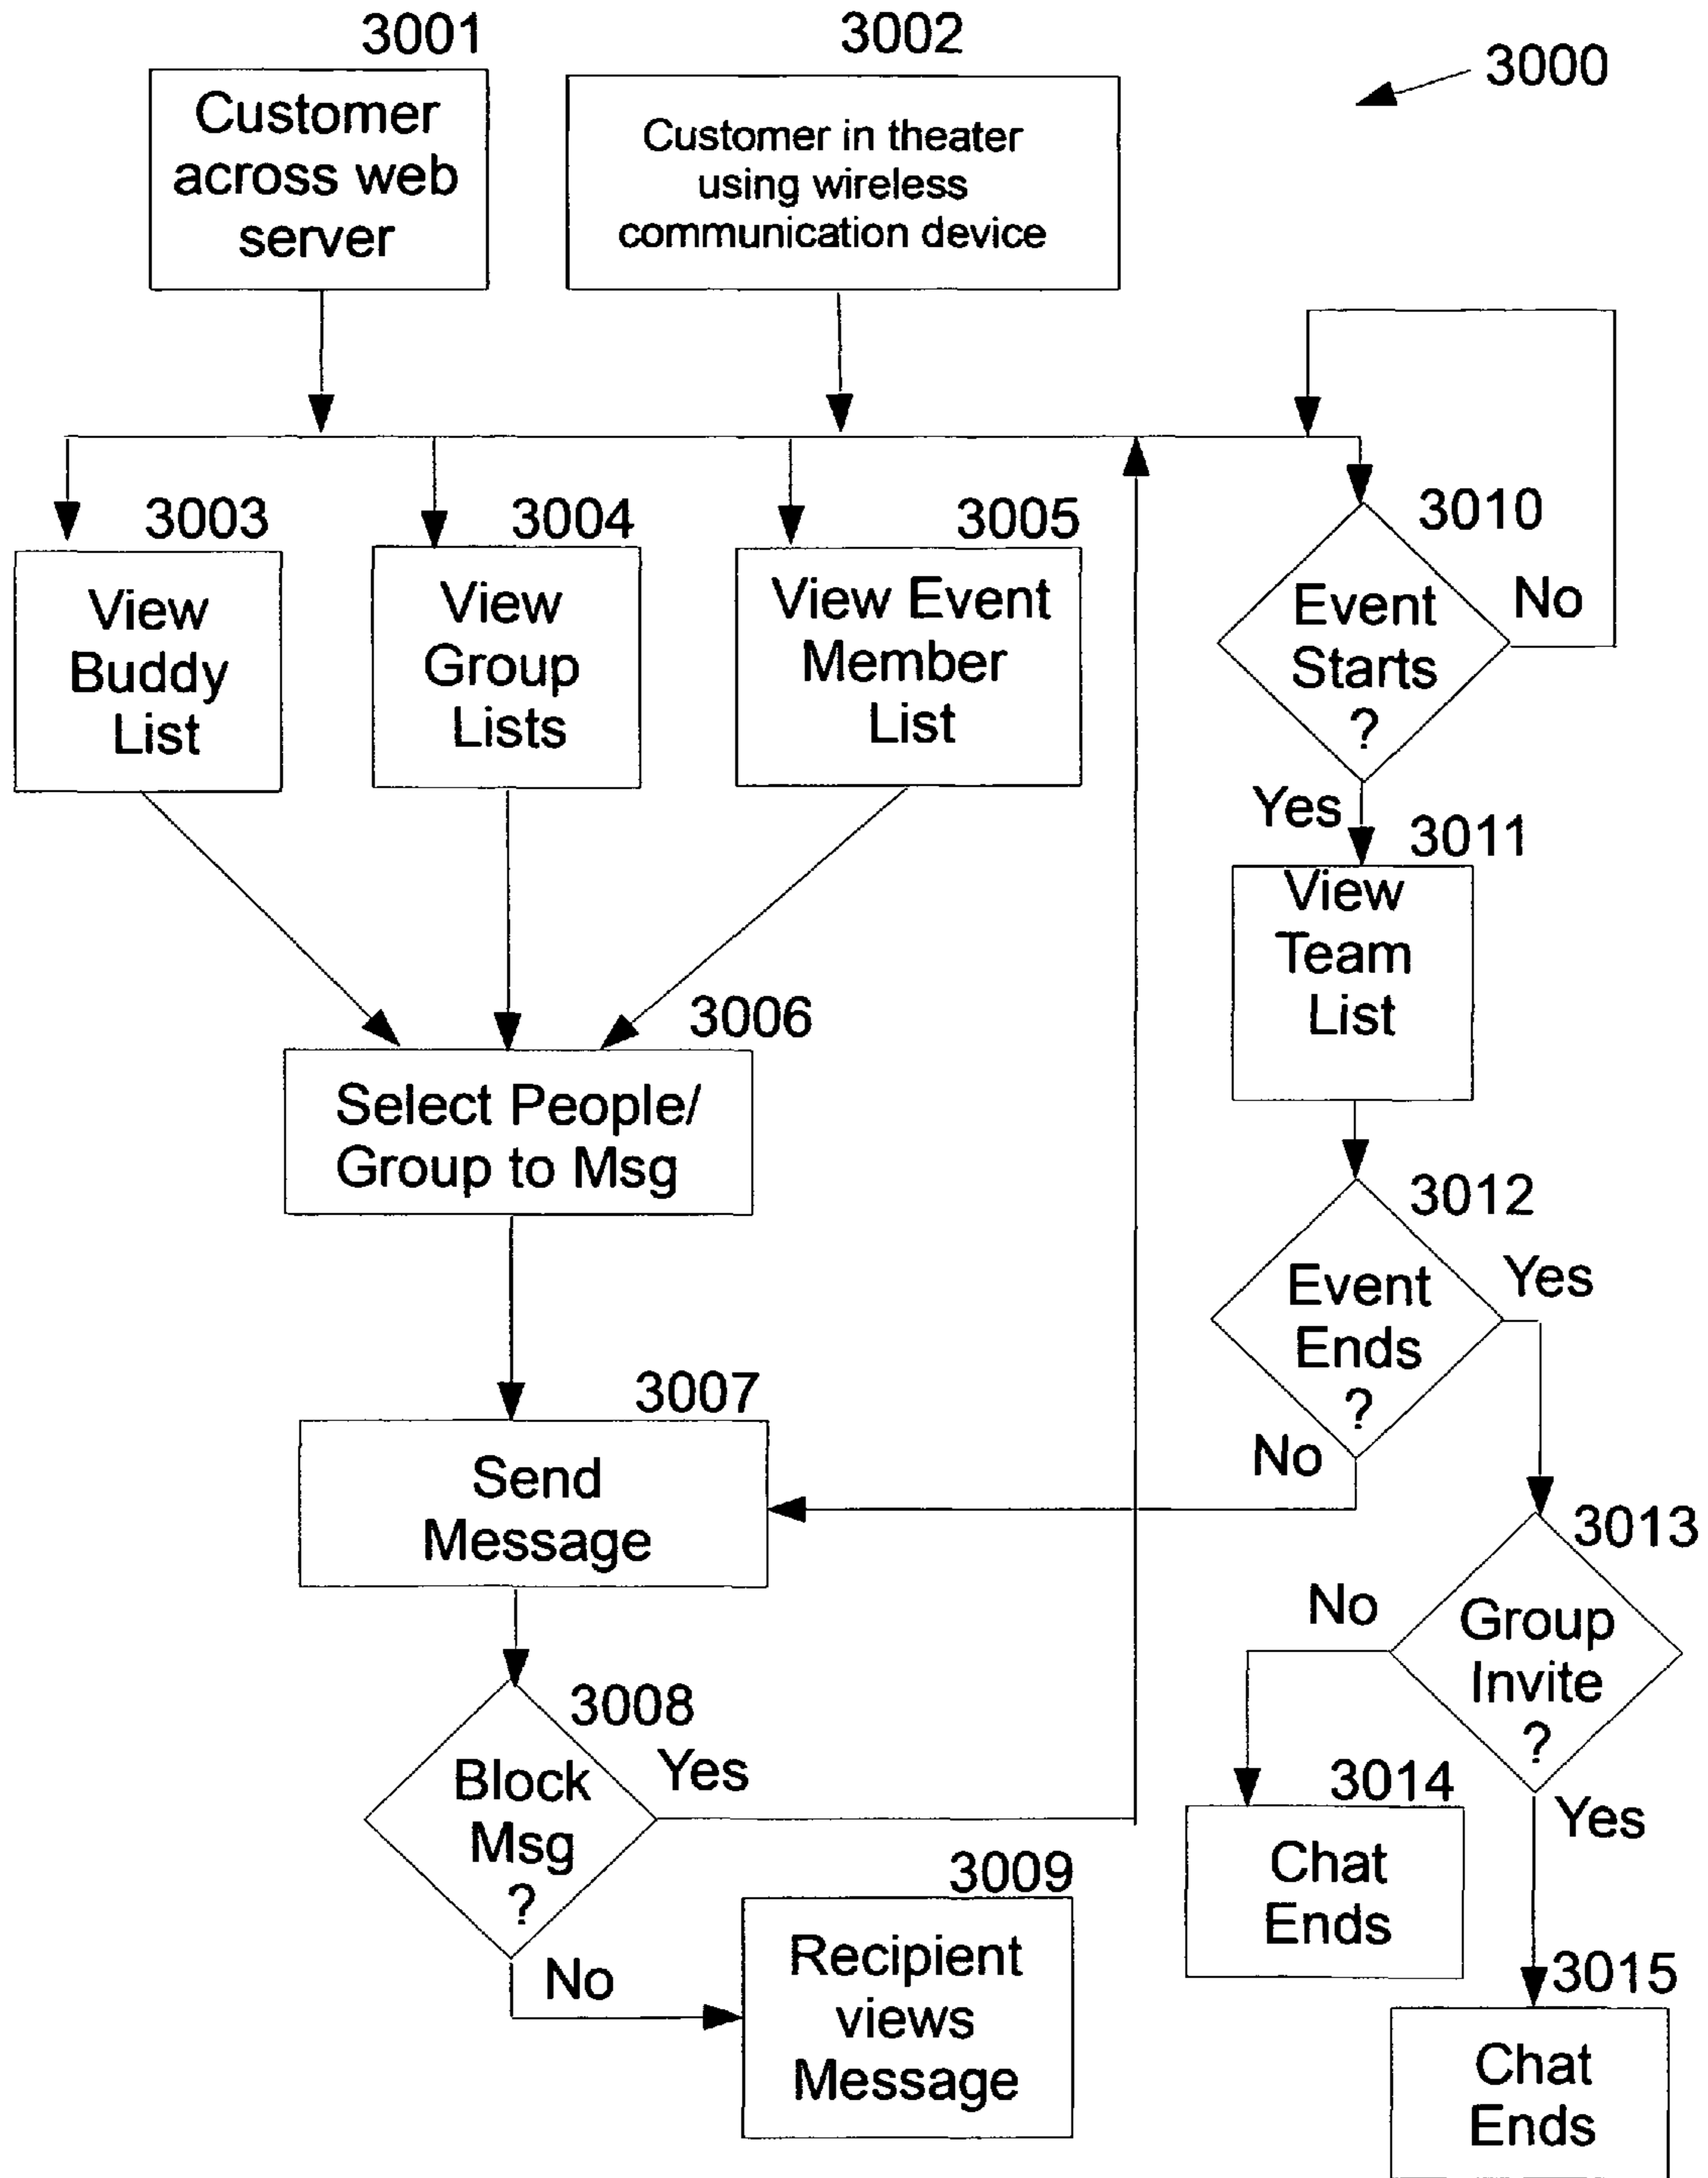 3001
3002
3000
Customer
across web
server
Customer in theater
using wireless
communication device
3003
3004
3005
3010
View
Buddy
List
View
Group
Lists
View Event
Member
List
Event
Starts
?
No
Yes
3011
View
Team
List
3006
Select People/
Group to Msg
3012
Event
Ends
?
Yes
No
3007
Send
Message
3013
Group
Invite
?
No
Yes
3008
Block
Msg
?
Yes
No
3014
Chat
Ends
3009
Recipient
views
Message
3015
Chat
Ends